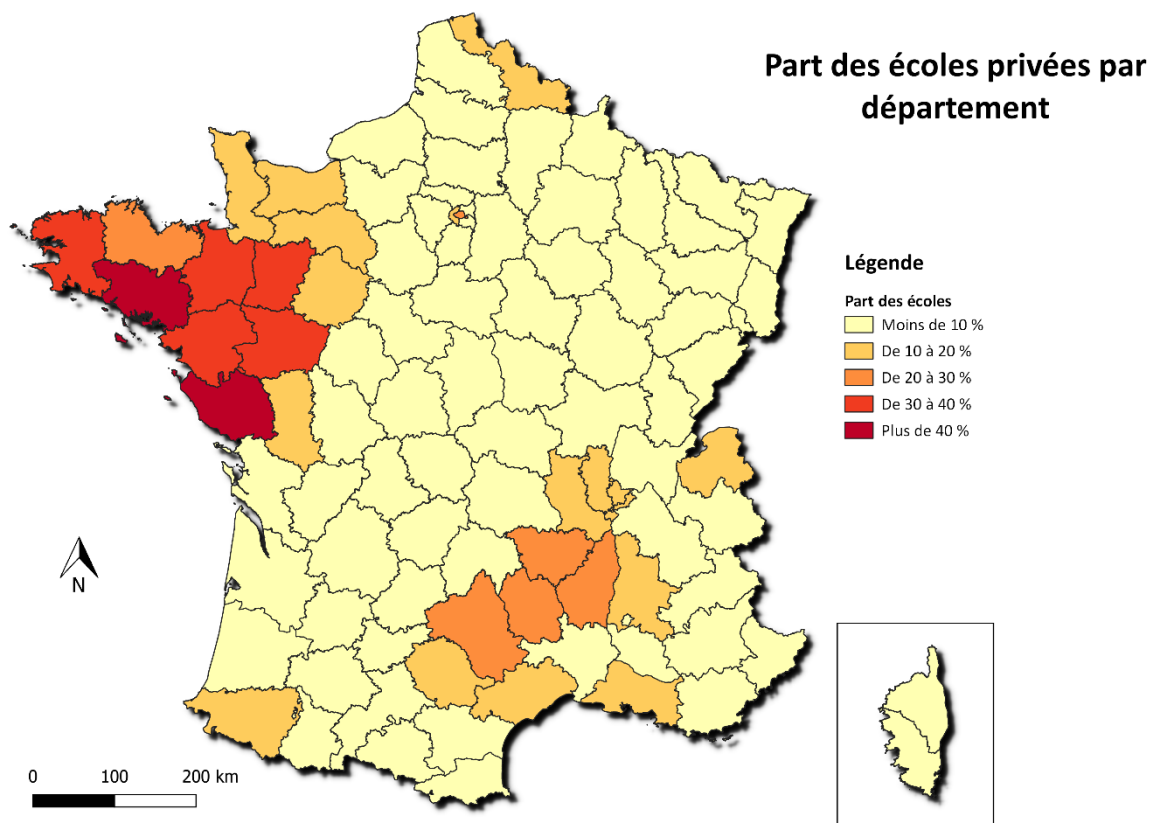 Part des écoles privées par
département
Légende
Part des écoles
Moins de 10 %
De 10 à 20 %
De 20 à 30 %
De 30 à 40 %
Plus de 40 %
N
0 100 200 km